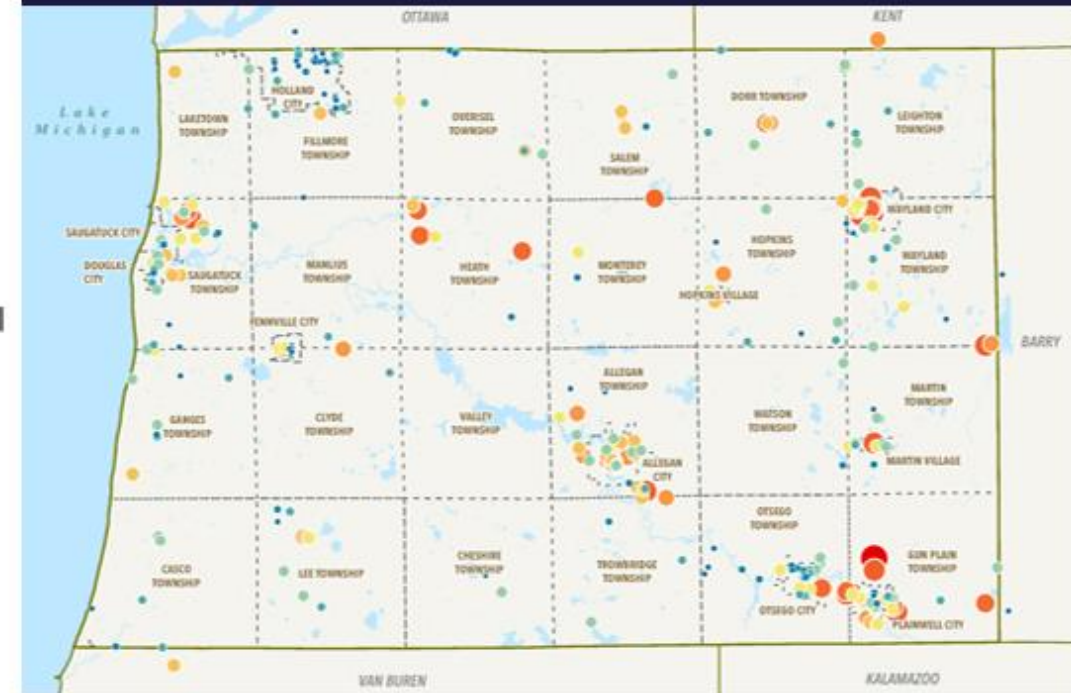 OTTAWA
KENT
Lake
Michigan
HOLLAND
CITY
LAKETOWN
TOWNSHIP
FILLMORE
TOWNSHIP
OVERISEL
TOWNSHIP
SALEM
TOWNSHIP
DORR TOWNSHIP
LEIGHTON
TOWNSHIP
SAUGATUCK CITY
DOUGLAS
CITY
SAUGATUCK
TOWNSHIP
MANLIUS
TOWNSHIP
HEATH
TOWNSHIP
MONTEREY
TOWNSHIP
HOPKINS
TOWNSHIP
HOPKINS VILLAGE
WAYLAND CITY
WAYLAND
TOWNSHIP
FENNVILLE CITY
BARRY
GANGES
TOWNSHIP
CLYDE
TOWNSHIP
VALLEY
TOWNSHIP
ALLEGAN
TOWNSHIP
ALLEGAN
CITY
WATSON
TOWNSHIP
MARTIN
TOWNSHIP
MARTIN VILLAGE
CASCO
TOWNSHIP
LEE TOWNSHIP
CHESHIRE
TOWNSHIP
TROWBRIDGE
TOWNSHIP
OTSEGO
TOWNSHIP
OTSEGO CITY
GUN PLAIN
TOWNSHIP
PLAINWELL CITY
VAN BUREN
KALAMAZOO